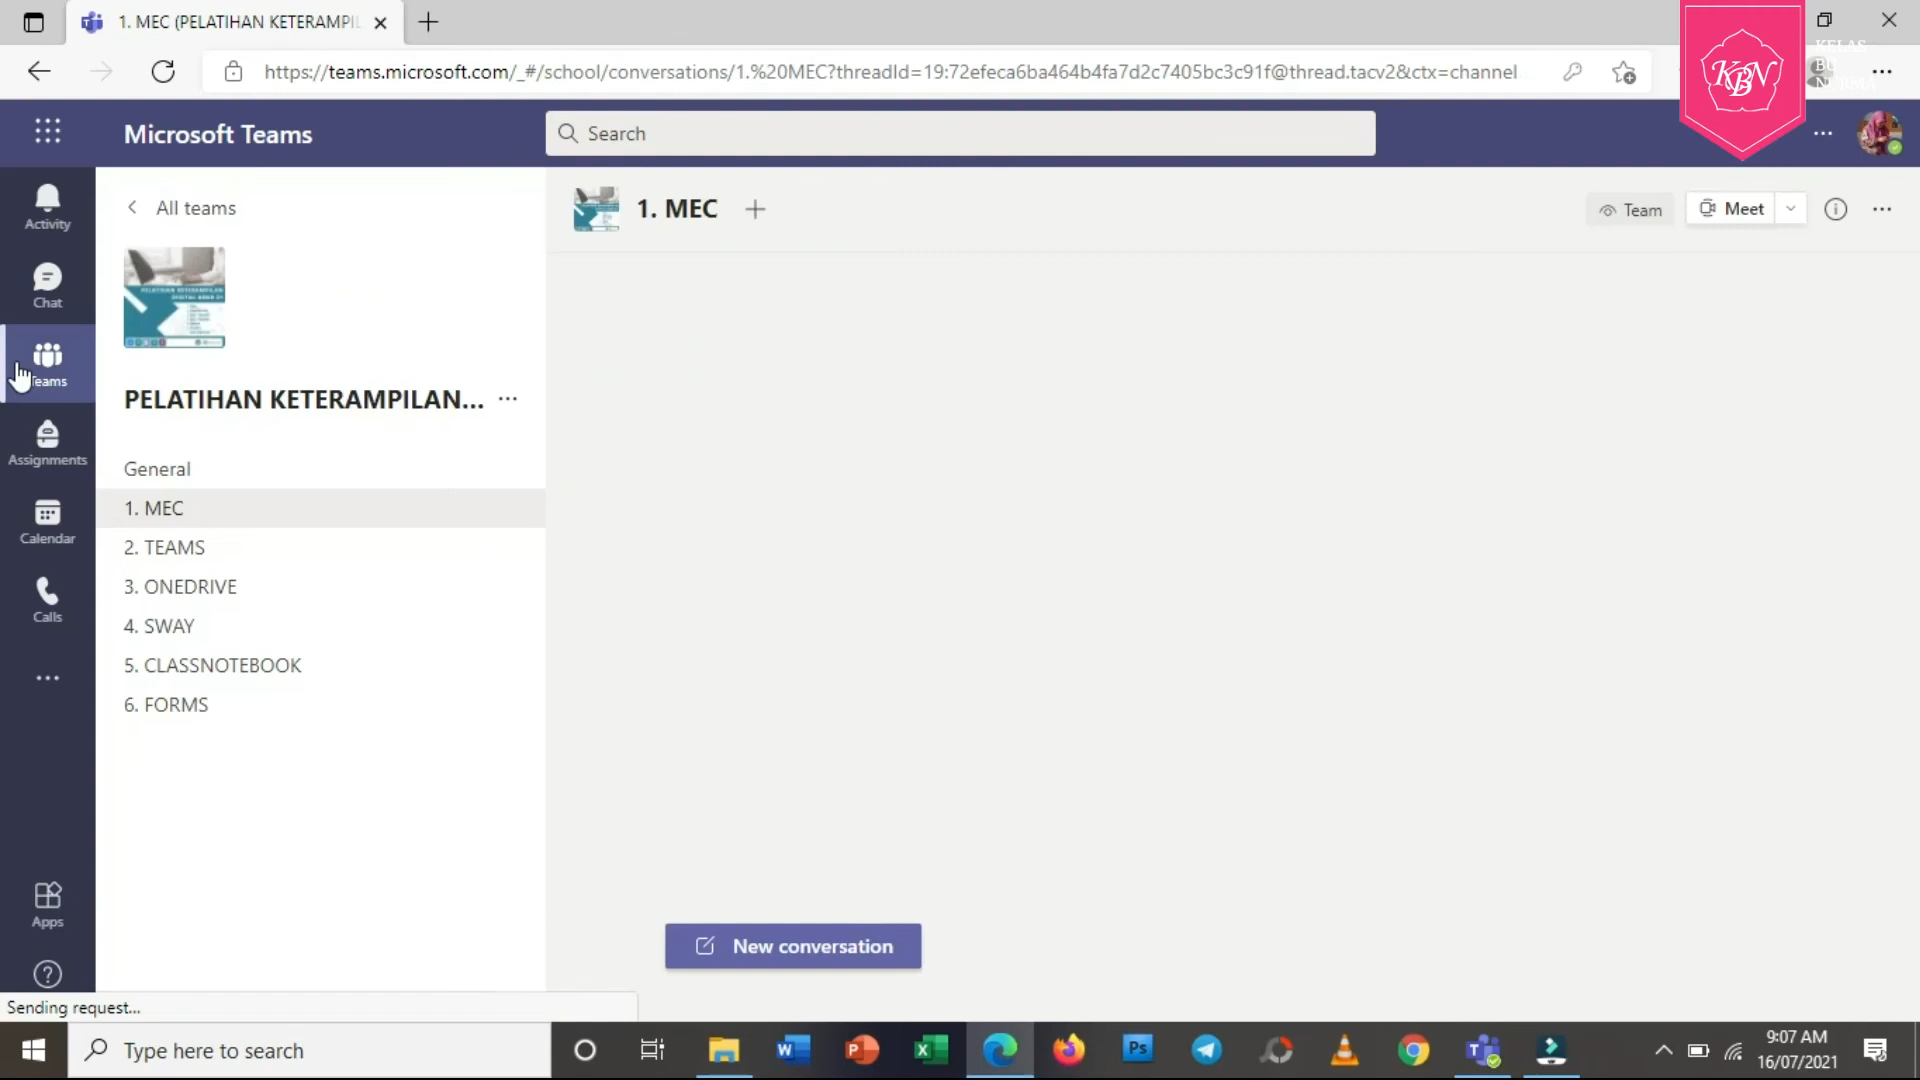 1. MEC (PELATIHAN KETERAMPIL
https://teams.microsoft.com/_#/school/conversations/1.%20MEC?threadId=19:72efeca6ba464b4fa7d2c7405bc3c91f@thread.tacv2&ctx=channel
KBN
KELAS
BU
Microsoft Teams
Search
Activity
Chat
Teams
Assignments
Calendar
Calls
Apps
All teams
PELATIHAN KETERAMPILAN...
General
1. MEC
2. TEAMS
3. ONEDRIVE
4. SWAY
5. CLASSNOTEBOOK
6. FORMS
1. MEC
Team
Meet
New conversation
Sending request...
Type here to search
9:07 AM
16/07/2021